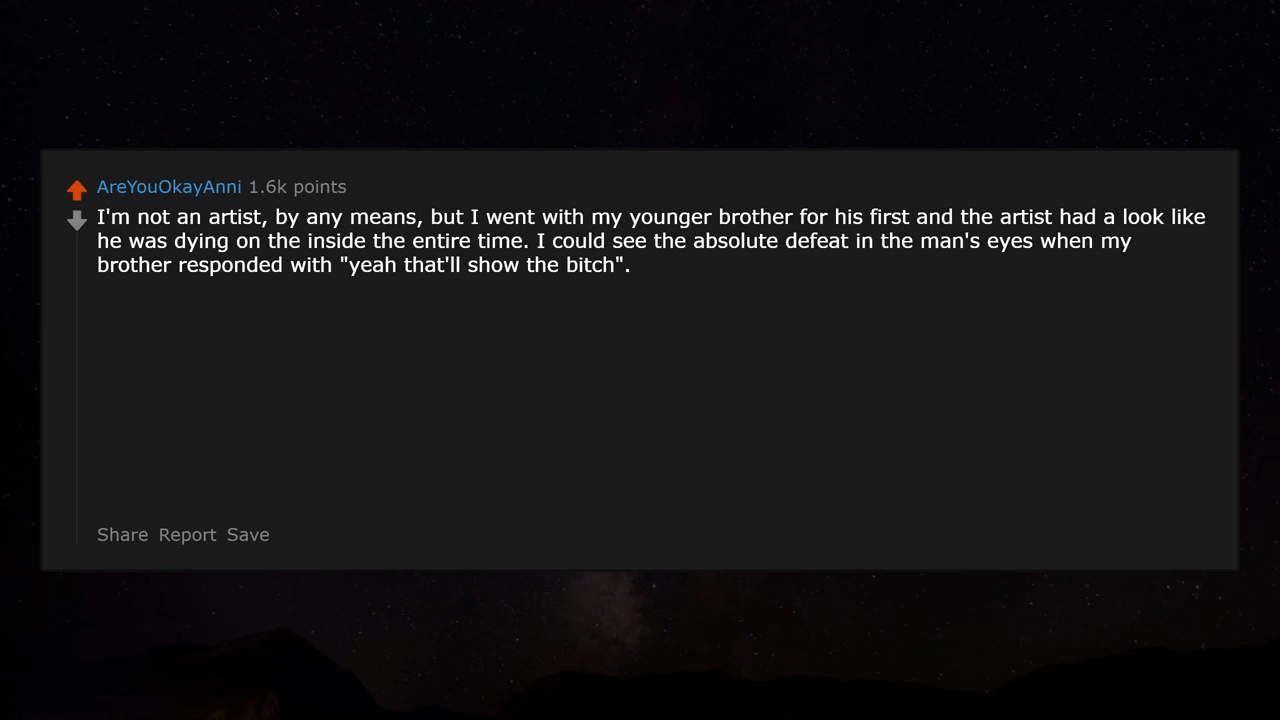 AreYouOkayAnni 1.6k points
I'm not an artist, by any means, but I went with my younger brother for his first and the artist had a look like
he was dying on the inside the entire time. I could see the absolute defeat in the man's eyes when my
brother responded with "yeah that'll show the bitch".
Share Report Save